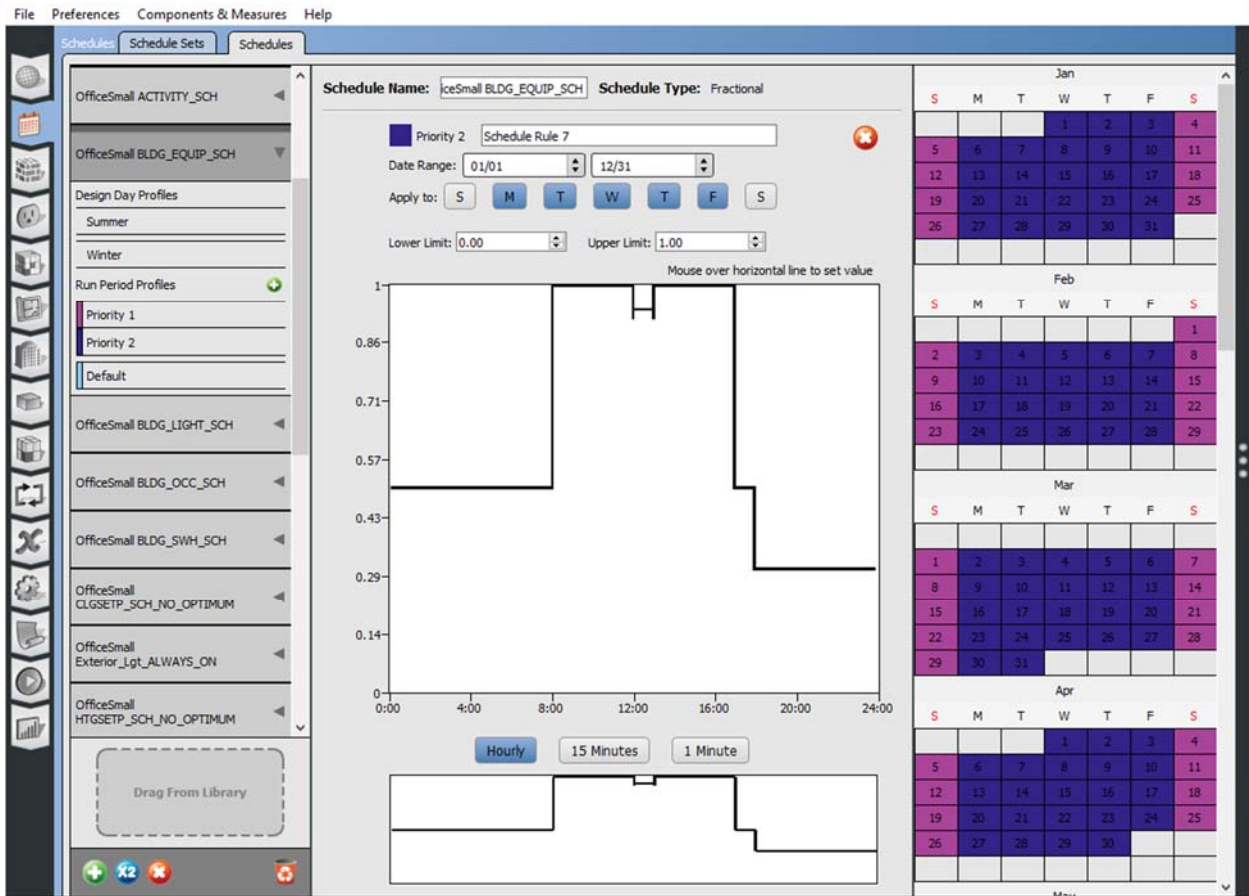 File Preferences Components & Measures Help
Schedules Schedule Sets Schedules
OfficeSmall ACTIVITY_SCH
OfficeSmall BLDG_EQUIP_SCH
Design Day Profiles
Summer
Winter
Run Period Profiles
Priority 1
Priority 2
Default
OfficeSmall BLDG_LIGHT_SCH
OfficeSmall BLDG_OCC_SCH
OfficeSmall BLDG_SWH_SCH
OfficeSmall
CLGSETP_SCH_NO_OPTIMUM
OfficeSmall
Exterior_Lgt_ALWAYS_ON
OfficeSmall
HTGSETP_SCH_NO_OPTIMUM
Drag From Library
X2
Schedule Name: iceSmall BLDG_EQUIP_SCH Schedule Type: Fractional
Priority 2 Schedule Rule 7
Date Range: 01/01 12/31
Apply to: S M T W T F S
Lower Limit: 0.00 Upper Limit: 1.00
Mouse over horizontal line to set value
1
0.86
0.71
0.57
0.43
0.29
0.14
0
0:00 4:00 8:00 12:00 16:00 20:00 24:00
Hourly 15 Minutes 1 Minute
Jan
S M T W T F S
1 2 3 4
5 6 7 8 9 10 11
12 13 14 15 16 17 18
19 20 21 22 23 24 25
26 27 28 29 30 31
Feb
S M T W T F S
1
2 3 4 5 6 7 8
9 10 11 12 13 14 15
16 17 18 19 20 21 22
23 24 25 26 27 28 29
Mar
S M T W T F S
1 2 3 4 5 6 7
8 9 10 11 12 13 14
15 16 17 18 19 20 21
22 23 24 25 26 27 28
29 30 31
Apr
S M T W T F S
1 2 3 4
5 6 7 8 9 10 11
12 13 14 15 16 17 18
19 20 21 22 23 24 25
26 27 28 29 30